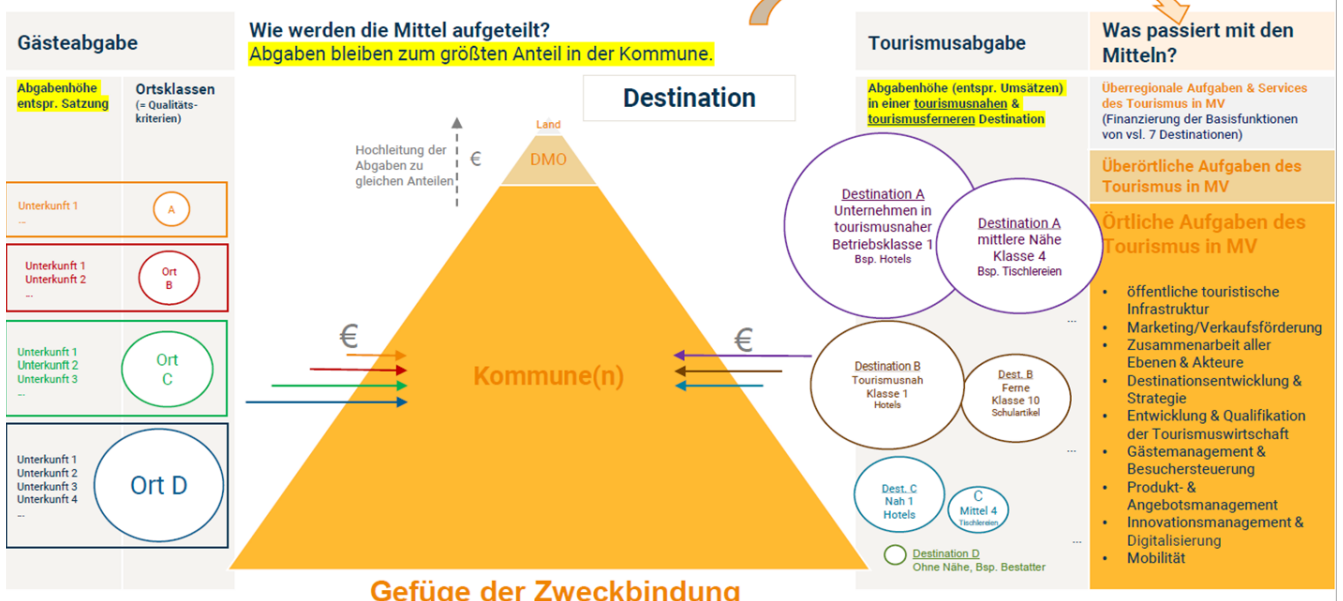 Gästeabgabe
Wie werden die Mittel aufgeteilt?
Abgaben bleiben zum größten Anteil in der Kommune.
Tourismusabgabe
Was passiert mit den
Mitteln?
Abgabenhöhe
entspr. Satzung
Ortsklassen
(= Qualitäts-
kriterien)
Unterkunft 1
...
A
Unterkunft 1
Unterkunft 2
...
Ort
B
Unterkunft 1
Unterkunft 2
Unterkunft 3
...
Ort
C
Unterkunft 1
Unterkunft 2
Unterkunft 3
Unterkunft 4
...
Ort D
Destination
Hochleitung der
Abgaben zu
gleichen Anteilen
€
Land
DMO
€
Kommune(n)
€
Gefüge der Zweckbindung
Abgabenhöhe (entspr. Umsätzen)
in einer tourismusnahen &
tourismusferneren Destination
Destination A
Unternehmen in
tourismusnaher
Betriebsklasse 1
Bsp. Hotels
Destination A
mittlere Nähe
Klasse 4
Bsp. Tischlereien
...
Destination B
Tourismusnah
Klasse 1
Hotels
Dest. B
Ferne
Klasse 10
Schulartikel
...
Dest. C
Nah 1
Hotels
C
Mittel 4
Tischlereien
...
Destination D
Ohne Nähe, Bsp. Bestatter
Überregionale Aufgaben & Services
des Tourismus in MV
(Finanzierung der Basisfunktionen
von vsl. 7 Destinationen)
Überörtliche Aufgaben des
Tourismus in MV
Örtliche Aufgaben des
Tourismus in MV
• öffentliche touristische
Infrastruktur
• Marketing/Verkaufsförderung
• Zusammenarbeit aller
Ebenen & Akteure
• Destinationsentwicklung &
Strategie
• Entwicklung & Qualifikation
der Tourismuswirtschaft
• Gästemanagement &
Besuchersteuerung
• Produkt- &
Angebotsmanagement
• Innovationsmanagement &
Digitalisierung
• Mobilität